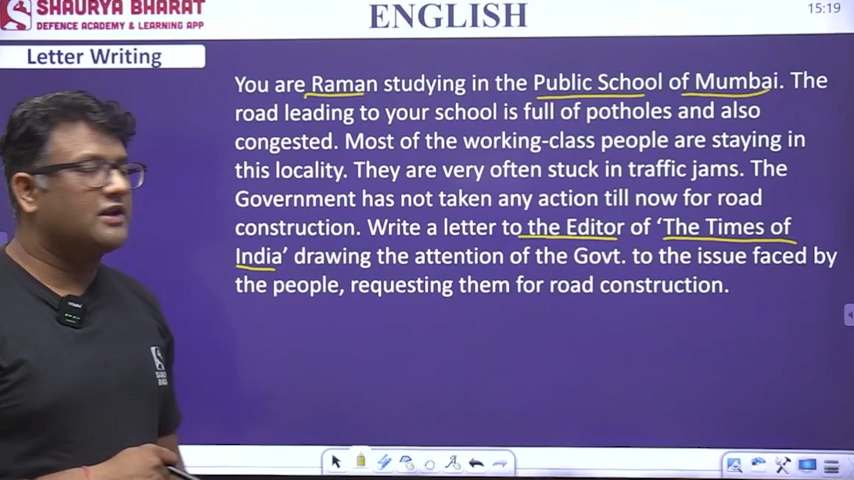 SHAURYA BHARAT
DEFENCE ACADEMY & LEARNING APP
ENGLISH
15:19
Letter Writing
You are Raman studying in the Public School of Mumbai. The
road leading to your school is full of potholes and also
congested. Most of the working-class people are staying in
this locality. They are very often stuck in traffic jams. The
Government has not taken any action till now for road
construction. Write a letter to the Editor of ‘The Times of
India’ drawing the attention of the Govt. to the issue faced by
the people, requesting them for road construction.